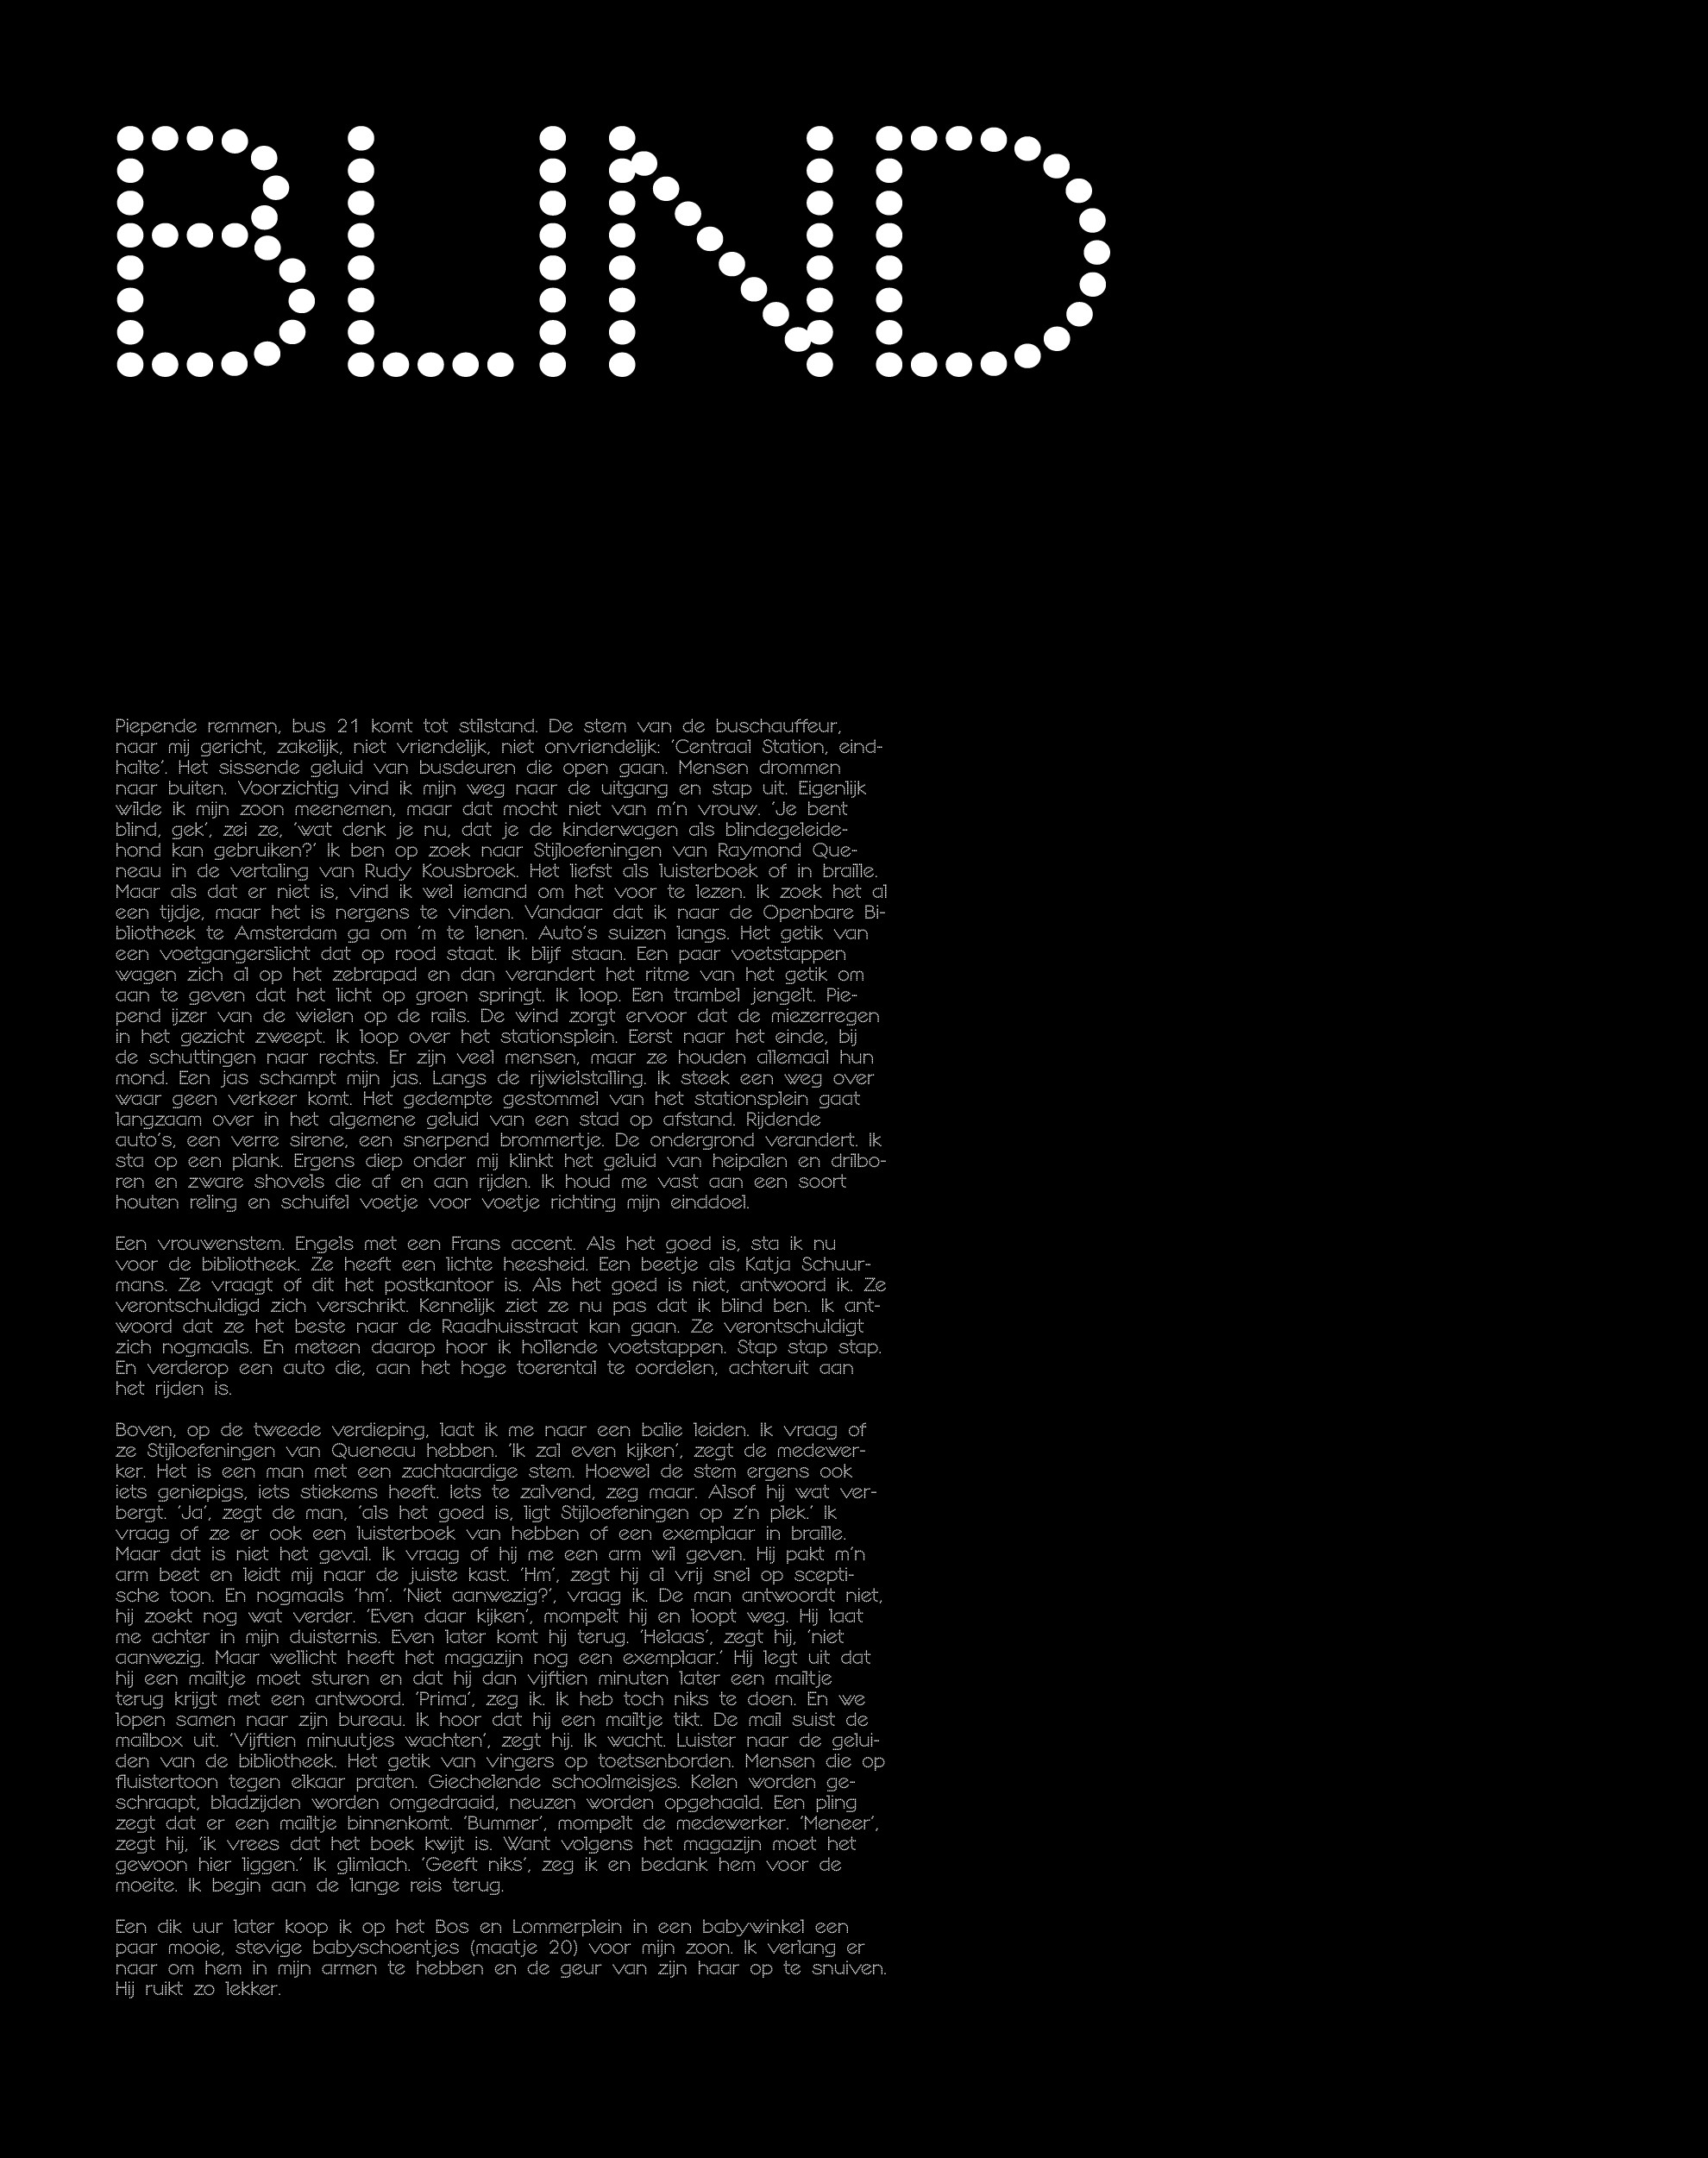 BLIND
Piepende remmen, bus 21 komt tot stilstand. De stem van de buschauffeur,
naar mij gericht, zakelijk, niet vriendelijk, niet onvriendelijk: 'Centraal Station, eind-
halte'. Het sissende geluid van busdeuren die open gaan. Mensen drommen
naar buiten. Voorzichtig vind ik mijn weg naar de uitgang en stap uit. Eigenlijk
wilde ik mijn zoon meenemen, maar dat mocht niet van m'n vrouw. 'Je bent
blind, gek', zei ze, 'wat denk je nu, dat je de kinderwagen als blindegeleide-
hond kan gebruiken?' Ik ben op zoek naar Stijloefeningen van Raymond Que-
neau in de vertaling van Rudy Kousbroek. Het liefst als luisterboek of in braille.
Maar als dat er niet is, vind ik wel iemand om het voor te lezen. Ik zoek het al
een tijdje, maar het is nergens te vinden. Vandaar dat ik naar de Openbare Bi-
bliotheek te Amsterdam ga om 'm te lenen. Auto's suizen langs. Het getik van
een voetgangerslicht dat op rood staat. Ik blijf staan. Een paar voetstappen
wagen zich al op het zebrapad en dan verandert het ritme van het getik om
aan te geven dat het licht op groen springt. Ik loop. Een trambel jengelt. Pie-
pend ijzer van de wielen op de rails. De wind zorgt ervoor dat de miezerregen
in het gezicht zweept. Ik loop over het stationsplein. Eerst naar het einde, bij
de schuttingen naar rechts. Er zijn veel mensen, maar ze houden allemaal hun
mond. Een jas schampt mijn jas. Langs de rijwielstalling. Ik steek een weg over
waar geen verkeer komt. Het gedempte gestommel van het stationsplein gaat
langzaam over in het algemene geluid van een stad op afstand. Rijdende
auto's, een verre sirene, een snerpend brommertje. De ondergrond verandert. Ik
sta op een plank. Ergens diep onder mij klinkt het geluid van heipalen en drilbo-
ren en zware shovels die af en aan rijden. Ik houd me vast aan een soort
houten reling en schuifel voetje voor voetje richting mijn einddoel.
Een vrouwenstem. Engels met een Frans accent. Als het goed is, sta ik nu
voor de bibliotheek. Ze heeft een lichte heesheid. Een beetje als Katja Schuur-
mans. Ze vraagt of dit het postkantoor is. Als het goed is niet, antwoord ik. Ze
verontschuldigd zich verschrikt. Kennelijk ziet ze nu pas dat ik blind ben. Ik ant-
woord dat ze het beste naar de Raadhuisstraat kan gaan. Ze verontschuldigt
zich nogmaals. En meteen daarop hoor ik hollende voetstappen. Stap stap stap.
En verderop een auto die, aan het hoge toerental te oordelen, achteruit aan
het rijden is.
Boven, op de tweede verdieping, laat ik me naar een balie leiden. Ik vraag of
ze Stijloefeningen van Queneau hebben. 'Ik zal even kijken', zegt de medewer-
ker. Het is een man met een zachtaardige stem. Hoewel de stem ergens ook
iets geniepigs, iets stiekems heeft. Iets te zalvend, zeg maar. Alsof hij wat ver-
bergt. 'Ja', zegt de man, 'als het goed is, ligt Stijloefeningen op z'n plek.' Ik
vraag of ze er ook een luisterboek van hebben of een exemplaar in braille.
Maar dat is niet het geval. Ik vraag of hij me een arm wil geven. Hij pakt m'n
arm beet en leidt mij naar de juiste kast. 'Hm', zegt hij al vrij snel op scepti-
sche toon. En nogmaals 'hm'. 'Niet aanwezig?', vraag ik. De man antwoordt niet,
hij zoekt nog wat verder. 'Even daar kijken', mompelt hij en loopt weg. Hij laat
me achter in mijn duisternis. Even later komt hij terug. 'Helaas', zegt hij, 'niet
aanwezig. Maar wellicht heeft het magazijn nog een exemplaar.' Hij legt uit dat
hij een mailtje moet sturen en dat hij dan vijftien minuten later een mailtje
terug krijgt met een antwoord. 'Prima', zeg ik. Ik heb toch niks te doen. En we
lopen samen naar zijn bureau. Ik hoor dat hij een mailtje tikt. De mail suist de
mailbox uit. 'Vijftien minuutjes wachten', zegt hij. Ik wacht. Luister naar de gelui-
den van de bibliotheek. Het getik van vingers op toetsenborden. Mensen die op
fluistertoon tegen elkaar praten. Giechelende schoolmeisjes. Kelen worden ge-
schraapt, bladzijden worden omgedraaid, neuzen worden opgehaald. Een pling
zegt dat er een mailtje binnenkomt. 'Bummer', mompelt de medewerker. 'Meneer',
zegt hij, 'ik vrees dat het boek kwijt is. Want volgens het magazijn moet het
gewoon hier liggen.' Ik glimlach. 'Geeft niks', zeg ik en bedank hem voor de
moeite. Ik begin aan de lange reis terug.
Een dik uur later koop ik op het Bos en Lommerplein in een babywinkel een
paar mooie, stevige babyschoentjes (maatje 20) voor mijn zoon. Ik verlang er
naar om hem in mijn armen te hebben en de geur van zijn haar op te snuiven.
Hij ruikt zo lekker.